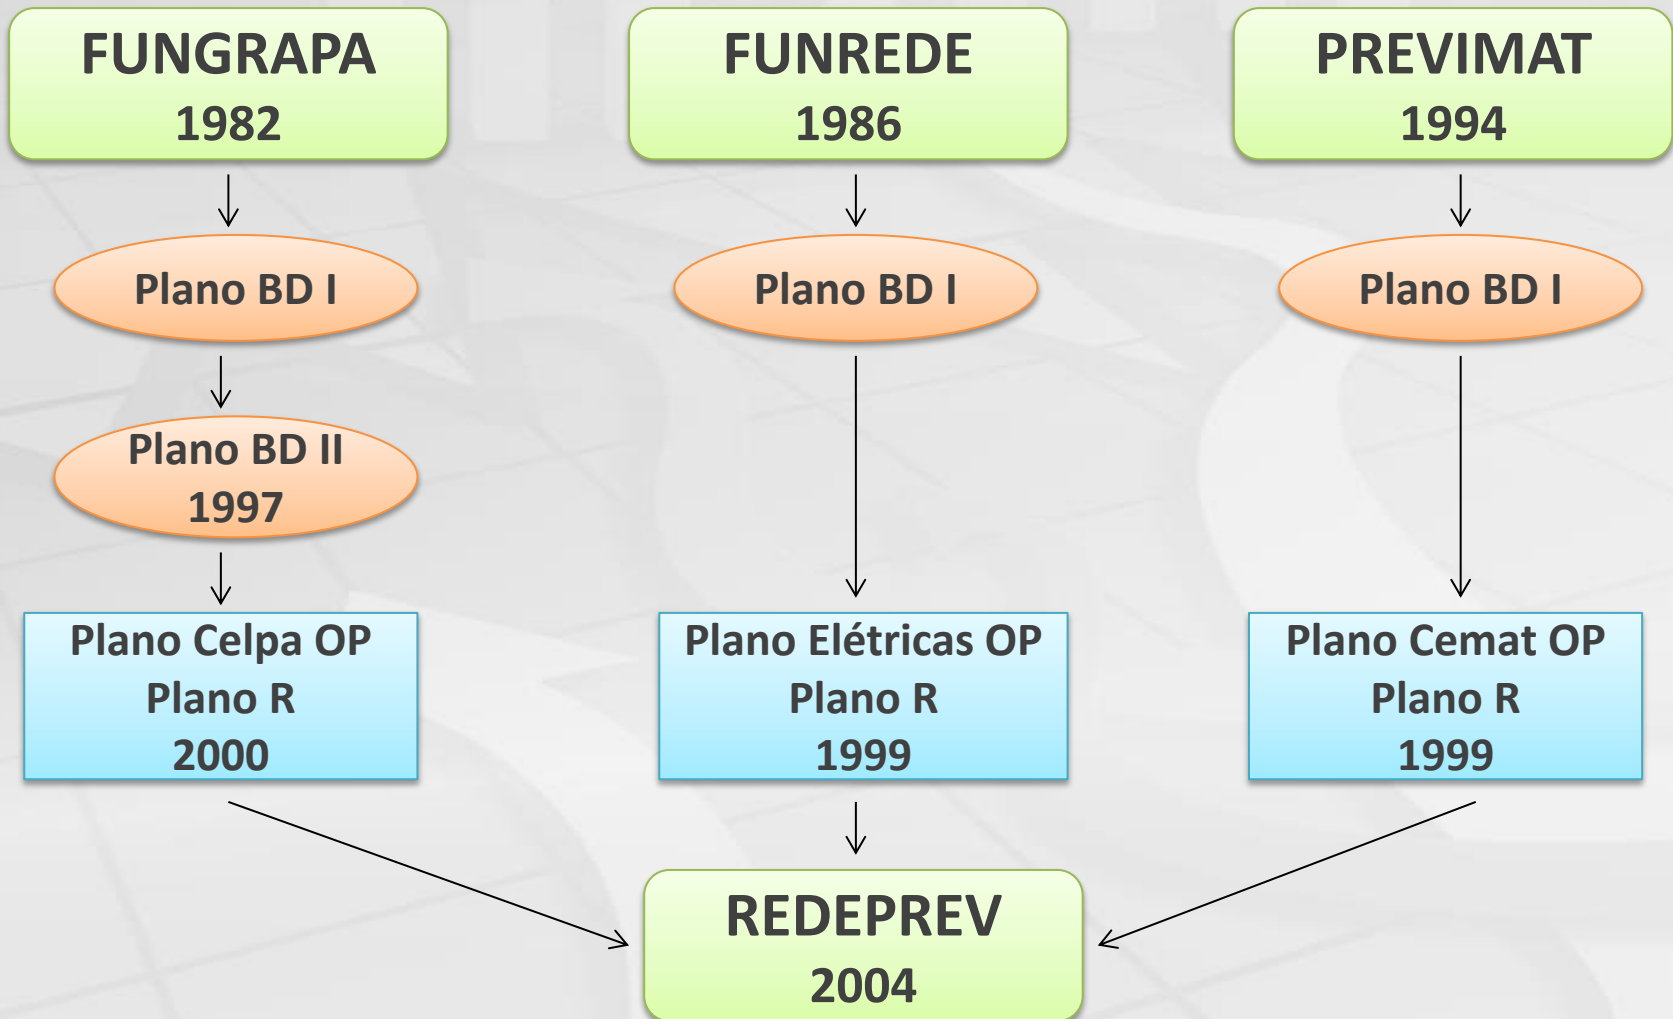 FUNGRAPA
1982
FUNREDE
1986
PREVIMAT
1994
Plano BD I
Plano BD I
Plano BD I
Plano BD II
1997
Plano Celpa OP
Plano R
2000
Plano Elétricas OP
Plano R
1999
Plano Cemat OP
Plano R
1999
REDEPREV
2004